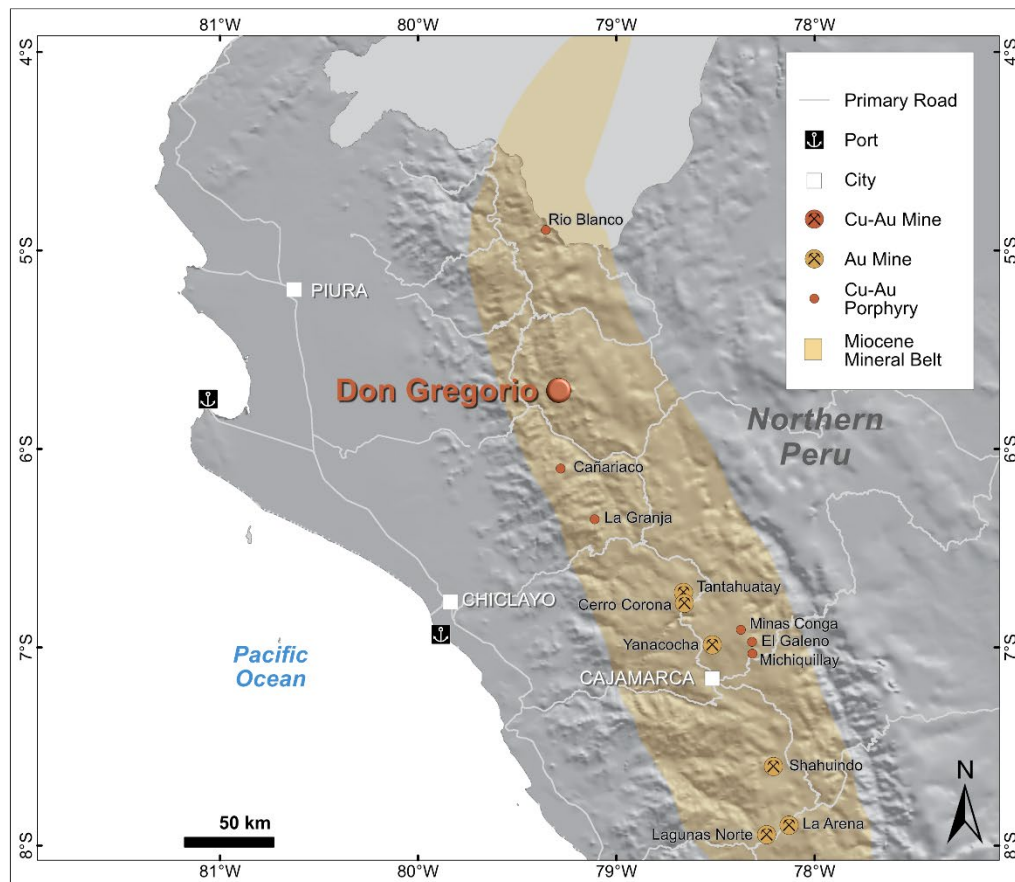 81°W
80°W
79°W
78°W
4°S
4°S
Primary Road
Port
City
Cu-Au Mine
Au Mine
Cu-Au
Porphyry
Miocene
Mineral Belt
Rio Blanco
5°S
5°S
PIURA
Don Gregorio
Northern
Peru
6°S
6°S
Cañariaco
La Granja
Tantahuatay
CHICLAYO
Cerro Corona
Minas Conga
El Galeno
Yanacocha
Michiquillay
7°S
7°S
Pacific
Ocean
CAJAMARCA
Shahuindo
N
50 km
La Arena
Lagunas Norte
8°S
8°S
81°W
80°W
79°W
78°W